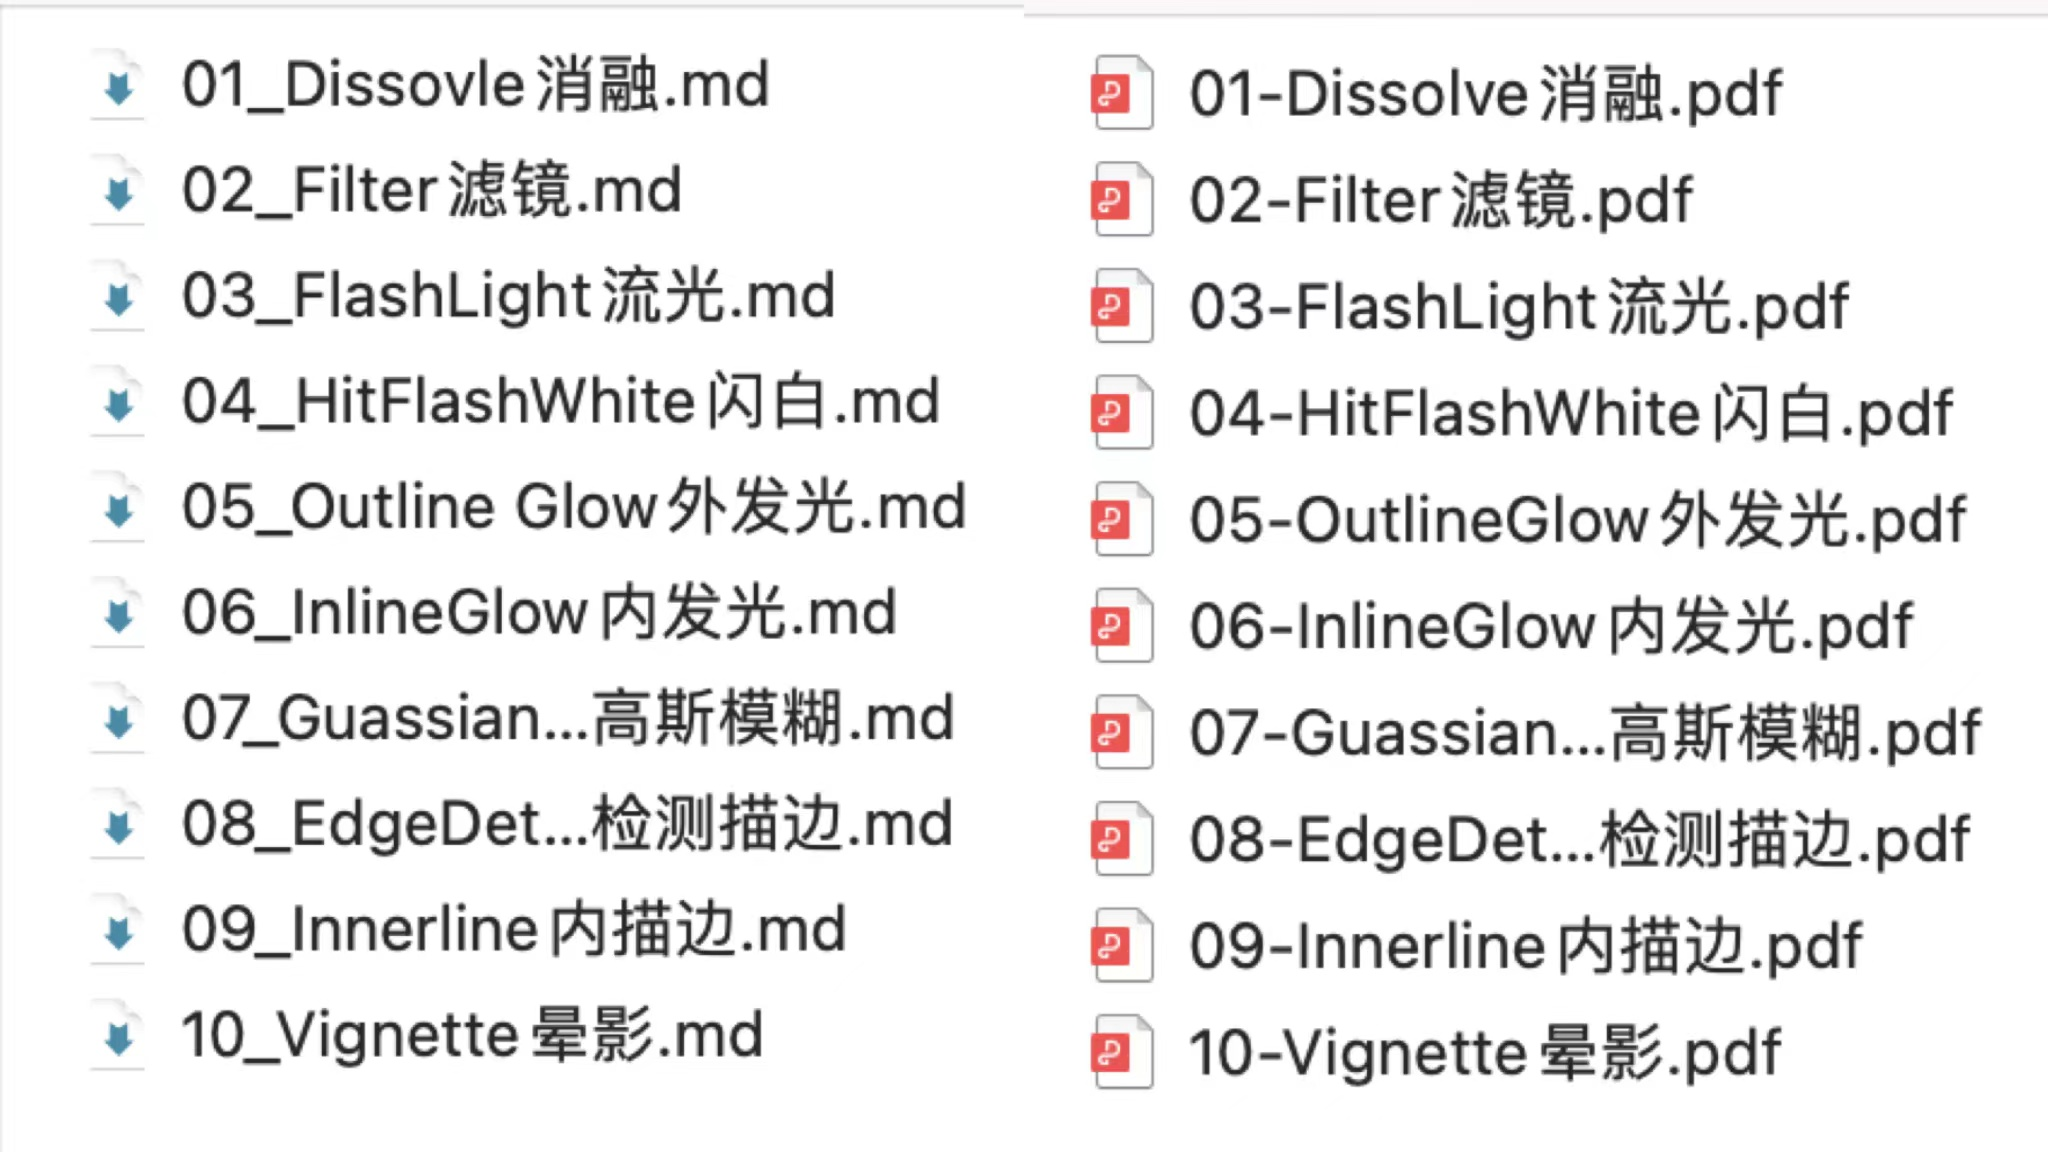 01_Dissovle消融.md
02_Filter滤镜.md
03_FlashLight流光.md
04_HitFlashWhite闪白.md
05_Outline Glow外发光.md
06_InlineGlow内发光.md
07_Guassian...高斯模糊.md
08_EdgeDet...检测描边.md
09_Innerline内描边.md
10_Vignette晕影.md
01-Dissolve消融.pdf
02-Filter滤镜.pdf
03-FlashLight流光.pdf
04-HitFlashWhite闪白.pdf
05-OutlineGlow外发光.pdf
06-InlineGlow内发光.pdf
07-Guassian...高斯模糊.pdf
08-EdgeDet...检测描边.pdf
09-Innerline内描边.pdf
10-Vignette晕影.pdf